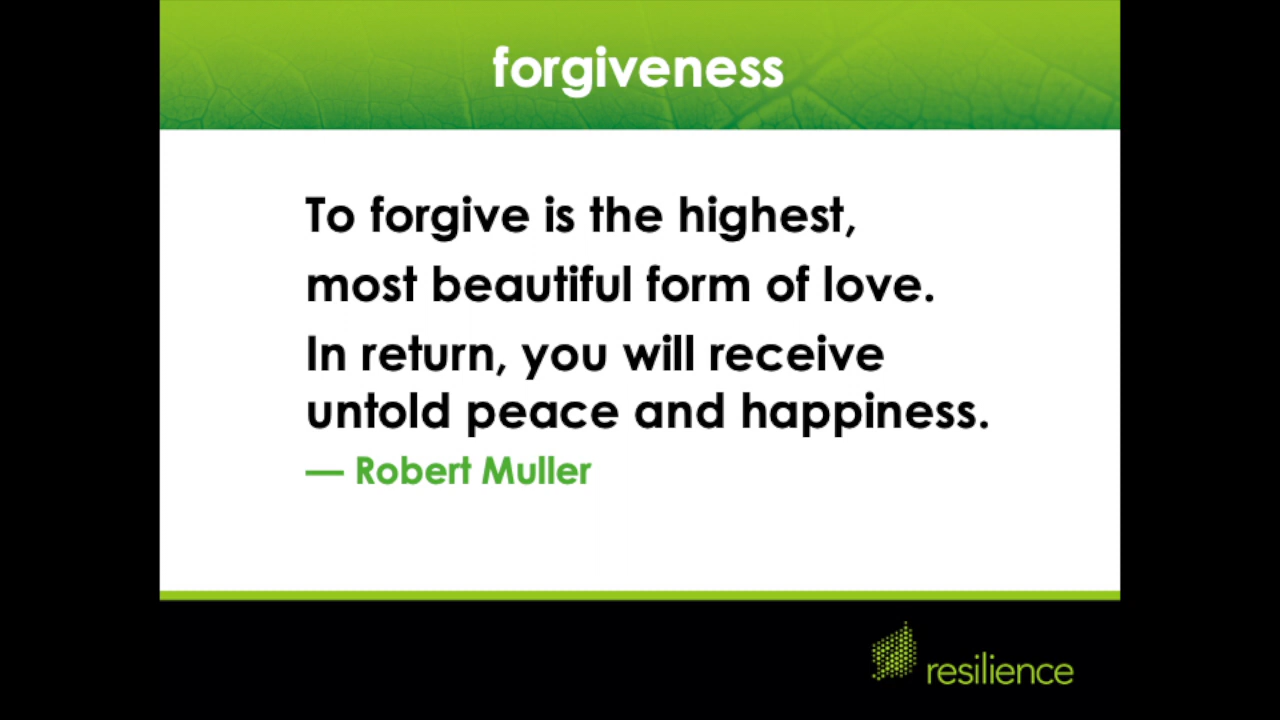 forgiveness
To forgive is the highest,
most beautiful form of love.
In return, you will receive
untold peace and happiness.
— Robert Muller
resilience